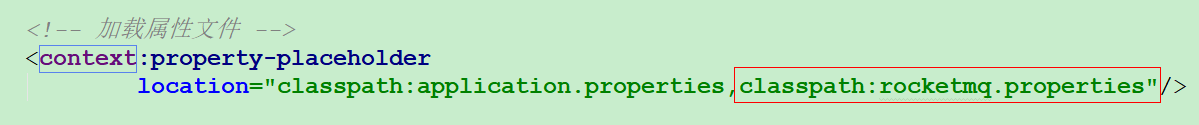 <!-- 加载属性文件 -->
<context:property-placeholder
location="classpath:application.properties,classpath:rocketmq.properties"/>